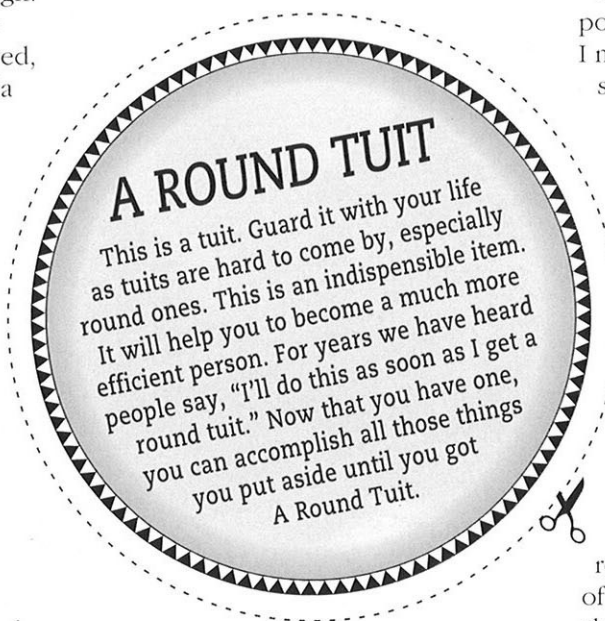 ed,
a
A ROUND TUIT
This is a tuit. Guard it with your life
as tuits are hard to come by, especially
round ones. This is an indispensible item.
It will help you to become a much more
efficient person. For years we have heard
people say, “I’ll do this as soon as I get a
round tuit.” Now that you have one,
you can accomplish all those things
you put aside until you got
A Round Tuit.